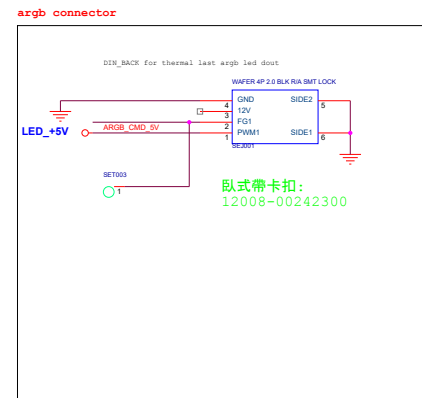 argb connector
DIN_BACK for thermal last argb led dout
WAFER 4P 2.0 BLK R/A SMT LOCK
4 GND SIDE2 5
3 12V
2 FG1
1 PWM1 SIDE1 6
SEJ001
LED_+5V
ARGB_CMD_5V
SET003
1
臥式帶卡扣:
12008-00242300